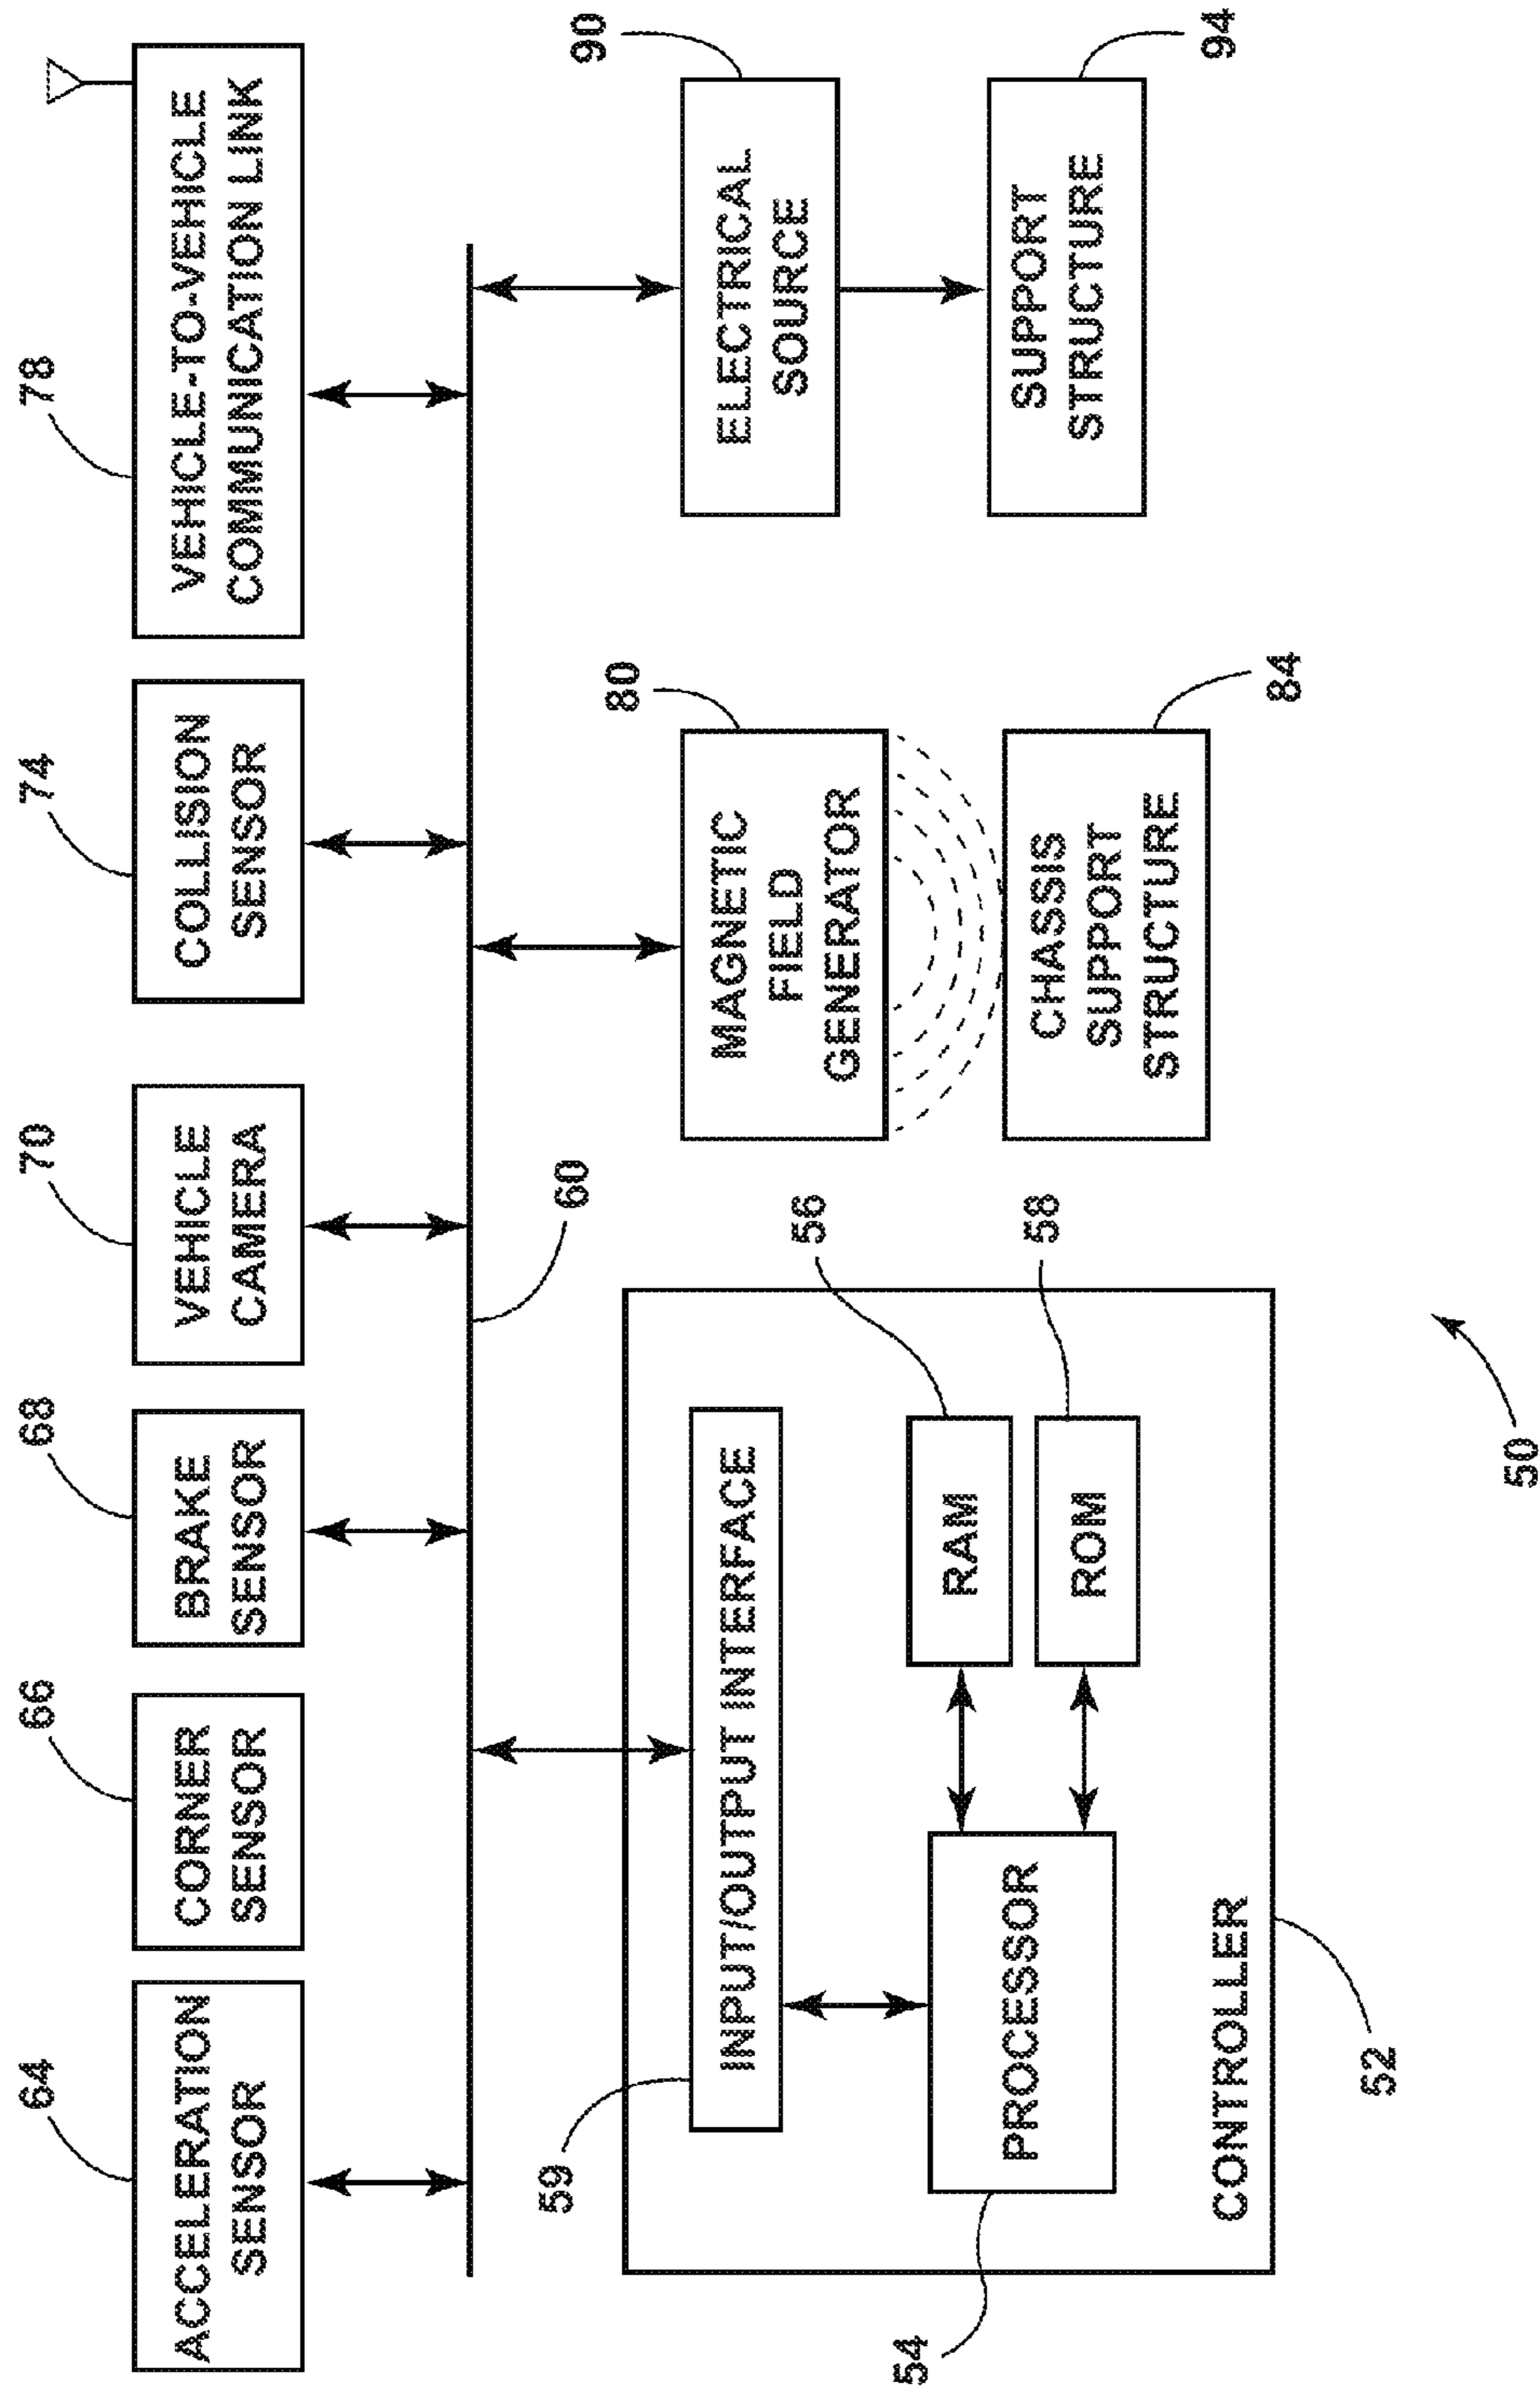 64
66
68
70
74
78
ACCELERATION
SENSOR
CORNER
SENSOR
BRAKE
SENSOR
VEHICLE
CAMERA
COLLISION
SENSOR
VEHICLE-TO-VEHICLE
COMMUNICATION LINK
60
59
INPUT/OUTPUT INTERFACE
54
PROCESSOR
56
RAM
58
ROM
CONTROLLER
52
80
MAGNETIC
FIELD
GENERATOR
84
CHASSIS
SUPPORT
STRUCTURE
90
ELECTRICAL
SOURCE
94
SUPPORT
STRUCTURE
50